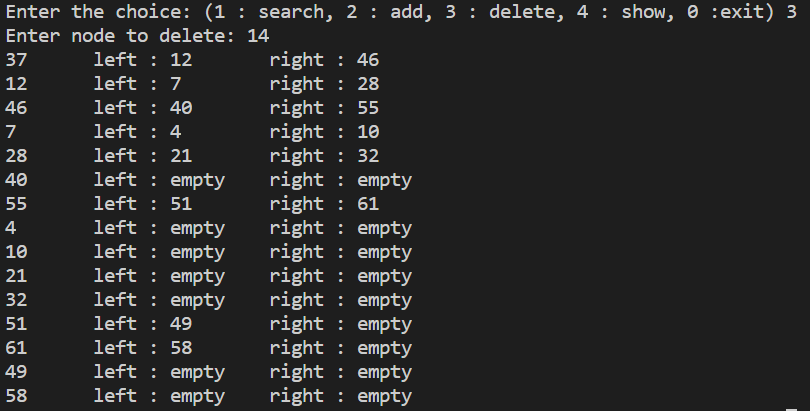 Enter the choice: (1 : search, 2 : add, 3 : delete, 4 : show, 0 :exit) 3
Enter node to delete: 14
37      left : 12       right : 46
12      left : 7        right : 28
46      left : 40       right : 55
7       left : 4        right : 10
28      left : 21       right : 32
40      left : empty    right : empty
55      left : 51       right : 61
4       left : empty    right : empty
10      left : empty    right : empty
21      left : empty    right : empty
32      left : empty    right : empty
51      left : 49       right : empty
61      left : 58       right : empty
49      left : empty    right : empty
58      left : empty    right : empty